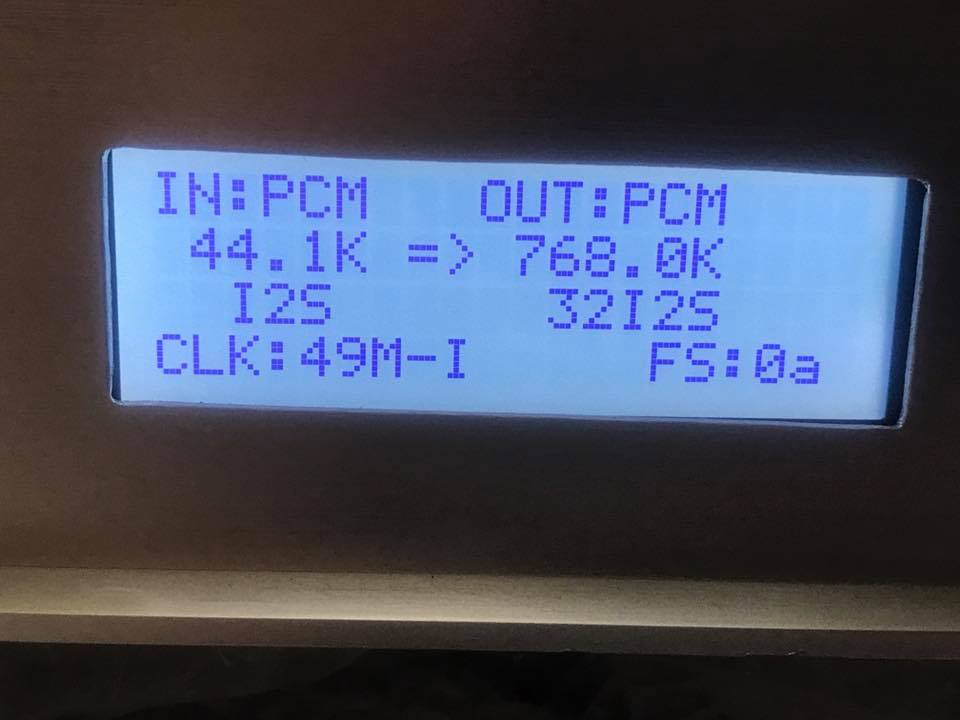 IN:PCM OUT:PCM
44.1K => 768.0K
I2S 32I2S
CLK:49M-I FS:0a